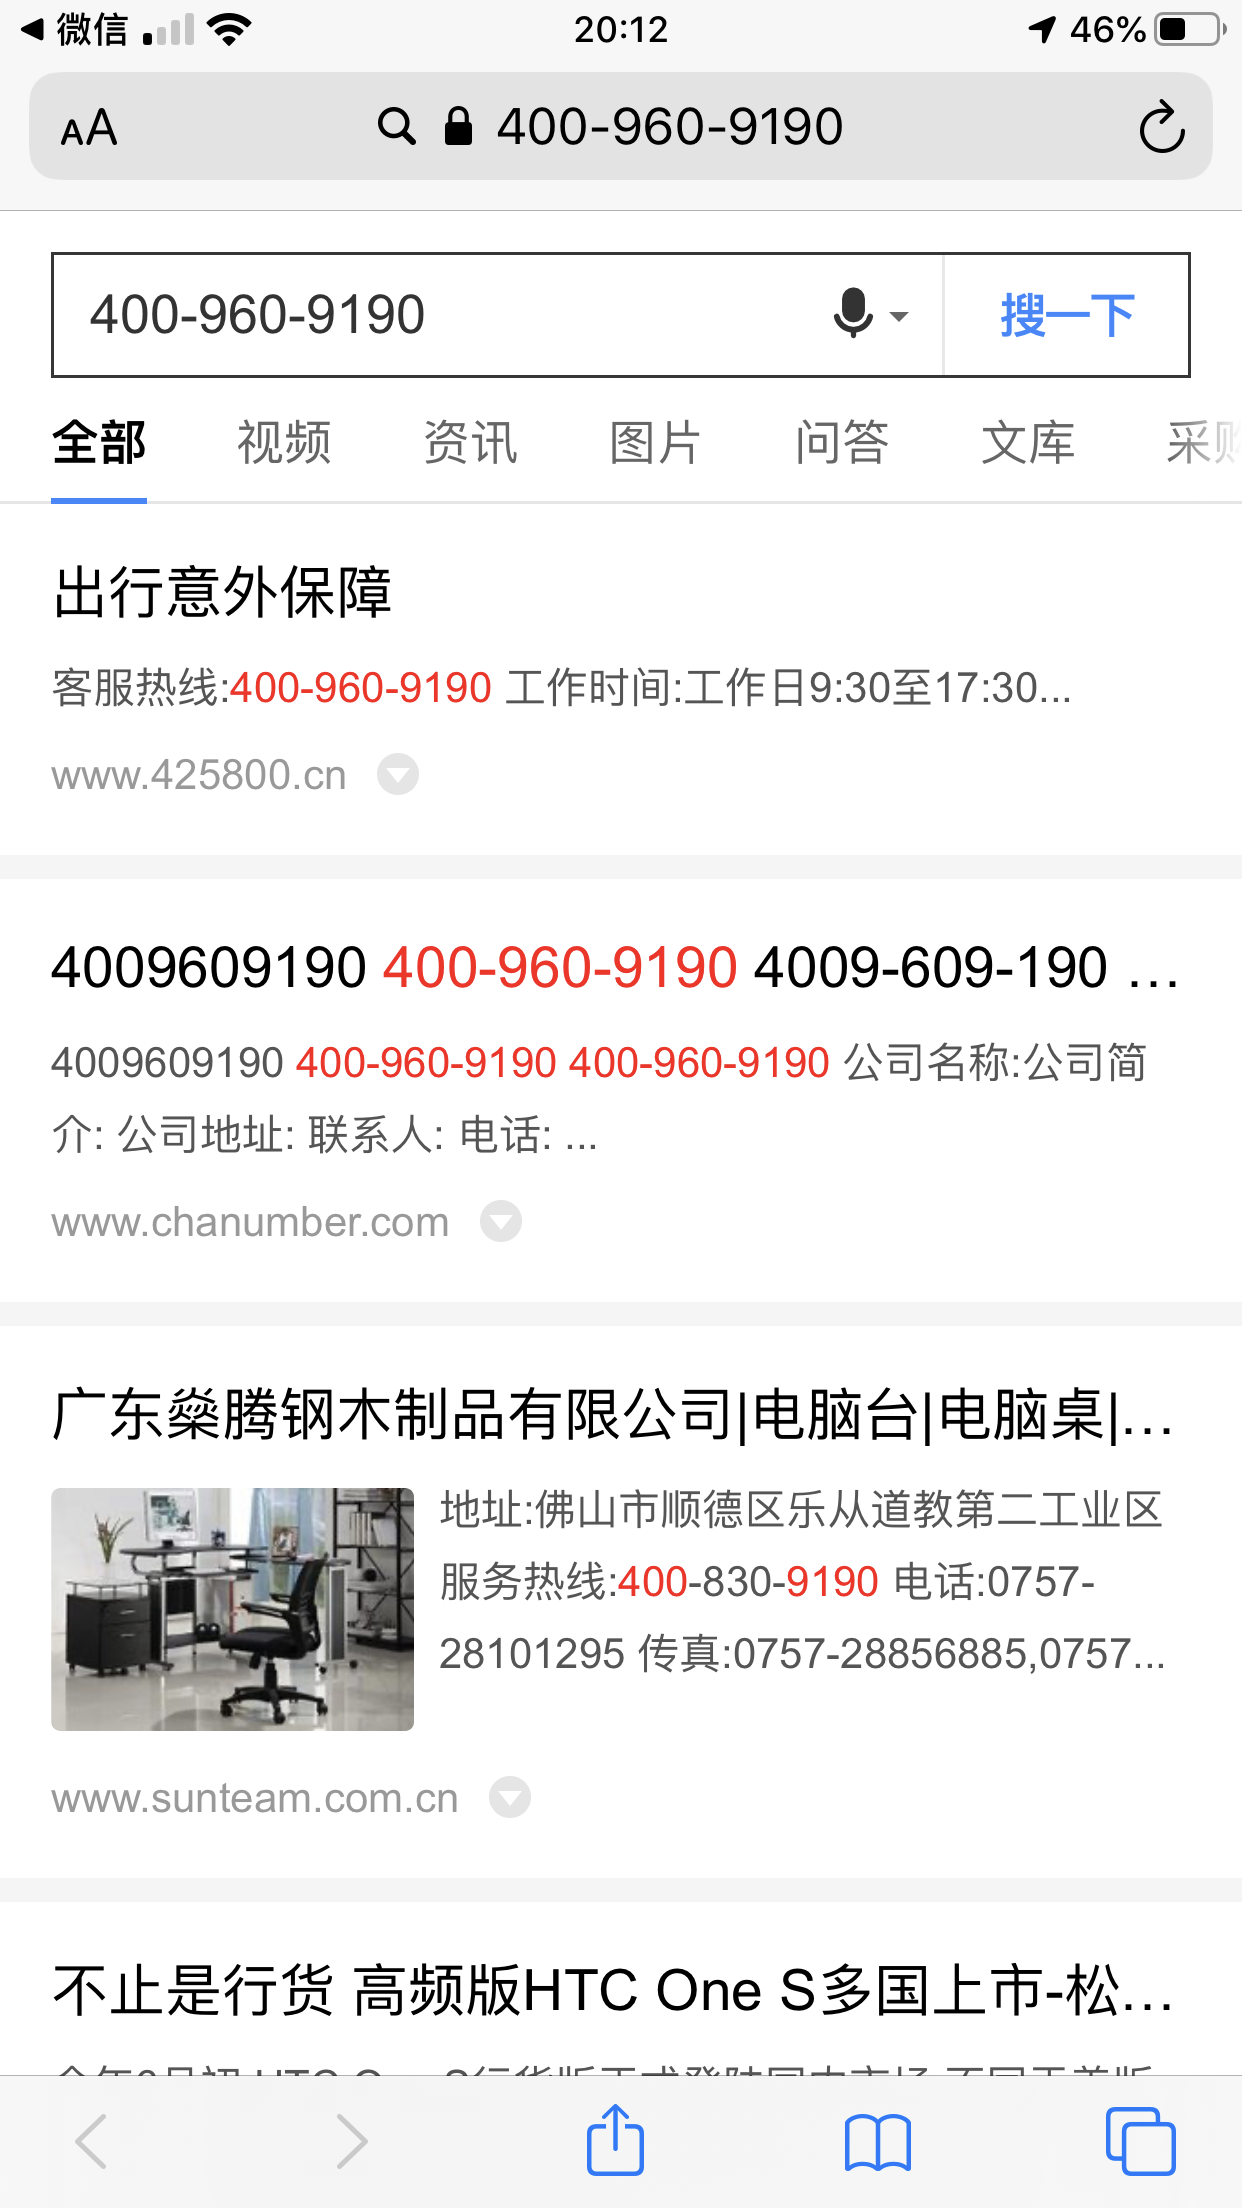 微信
20:12
46%
AA
400-960-9190
400-960-9190
搜一下
全部 视频 资讯 图片 问答 文库 采购
出行意外保障
客服热线:400-960-9190 工作时间:工作日9:30至17:30...
www.425800.cn
4009609190 400-960-9190 4009-609-190 ...
4009609190 400-960-9190 400-960-9190 公司名称:公司简
介: 公司地址: 联系人: 电话: ...
www.chanumber.com
广东燊腾钢木制品有限公司|电脑台|电脑桌|...
地址:佛山市顺德区乐从道教第二工业区
服务热线:400-830-9190 电话:0757-
28101295 传真:0757-28856885,0757...
www.sunteam.com.cn
不止是行货 高频版HTC One S多国上市-松...